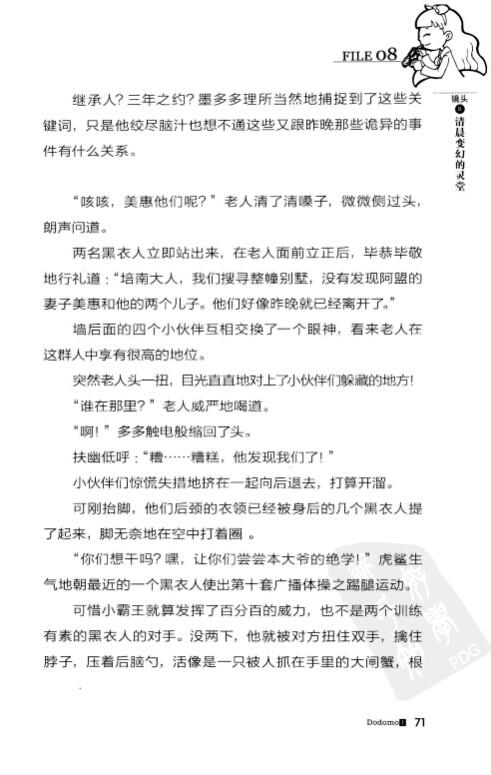 FILE 08
镜头
8
清晨变幻的灵堂
继承人？三年之约？墨多多理所当然地捕捉到了这些关
键词，只是他绞尽脑汁也想不通这些又跟昨晚那些诡异的事
件有什么关系。
“咳咳，美惠他们呢？”老人清了清嗓子，微微侧过头，
朗声问道。
两名黑衣人立即站出来，在老人面前立正后，毕恭毕敬
地行礼道：“培南大人，我们搜寻整幢别墅，没有发现阿盟的
妻子美惠和他的两个儿子。他们好像昨晚就已经离开了。”
墙后面的四个小伙伴互相交换了一个眼神，看来老人在
这群人中享有很高的地位。
突然老人头一扭，目光直直地对上了小伙伴们躲藏的地方！
“谁在那里？”老人威严地喝道。
“啊！”多多触电般缩回了头。
扶幽低呼：“糟……糟糕，他发现我们了！”
小伙伴们惊慌失措地挤在一起向后退去，打算开溜。
可刚抬脚，他们后颈的衣领已经被身后的几个黑衣人提
了起来，脚无奈地在空中打着圈 。
“你们想干吗？嘿，让你们尝尝本大爷的绝学！”虎鲨生
气地朝最近的一个黑衣人使出第十套广播体操之踢腿运动。
可惜小霸王就算发挥了百分百的威力，也不是两个训练
有素的黑衣人的对手。没两下，他就被对方扭住双手，擒住
脖子，压着后脑勺，活像是一只被人抓在手里的大闸蟹，根
PDG
Dodomo 1 71